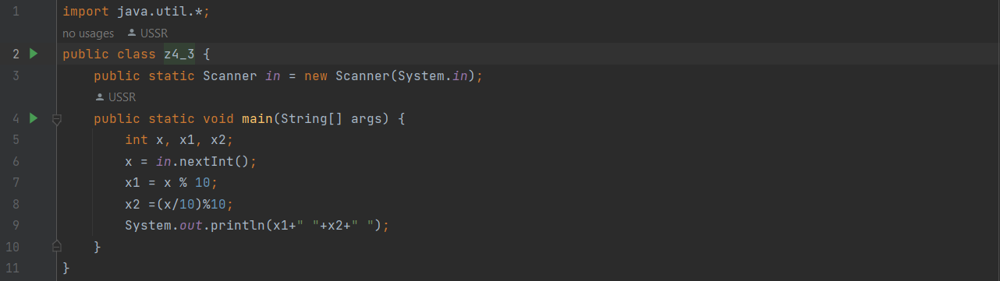 1 import java.util.*;
no usages USSR
2 public class z4_3 {
3 public static Scanner in = new Scanner(System.in);
USSR
4 public static void main(String[] args) {
5 int x, x1, x2;
6 x = in.nextInt();
7 x1 = x % 10;
8 x2 =(x/10)%10;
9 System.out.println(x1+" "+x2+" ");
10 }
11 }